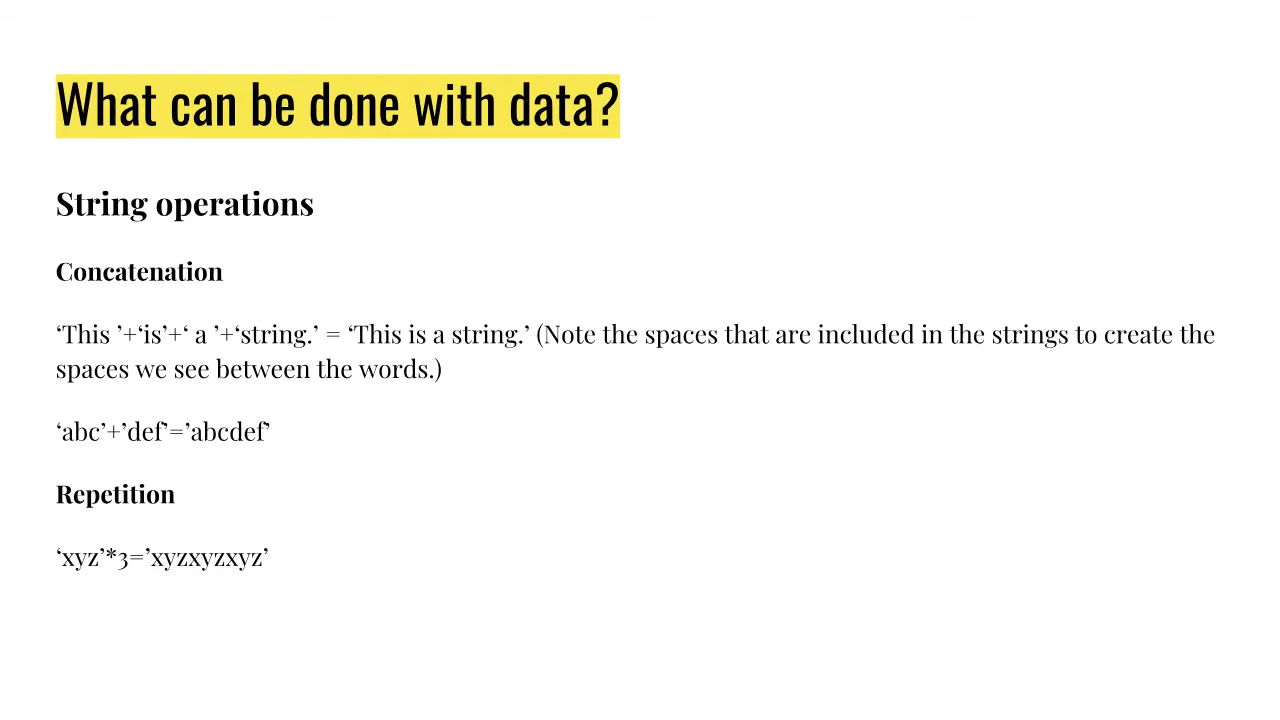 What can be done with data?
String operations
Concatenation
‘This ’+‘is’+‘ a ’+‘string.’ = ‘This is a string.’ (Note the spaces that are included in the strings to create the
spaces we see between the words.)
‘abc’+’def’=’abcdef’
Repetition
‘xyz’*3=’xyzxyzxyz’